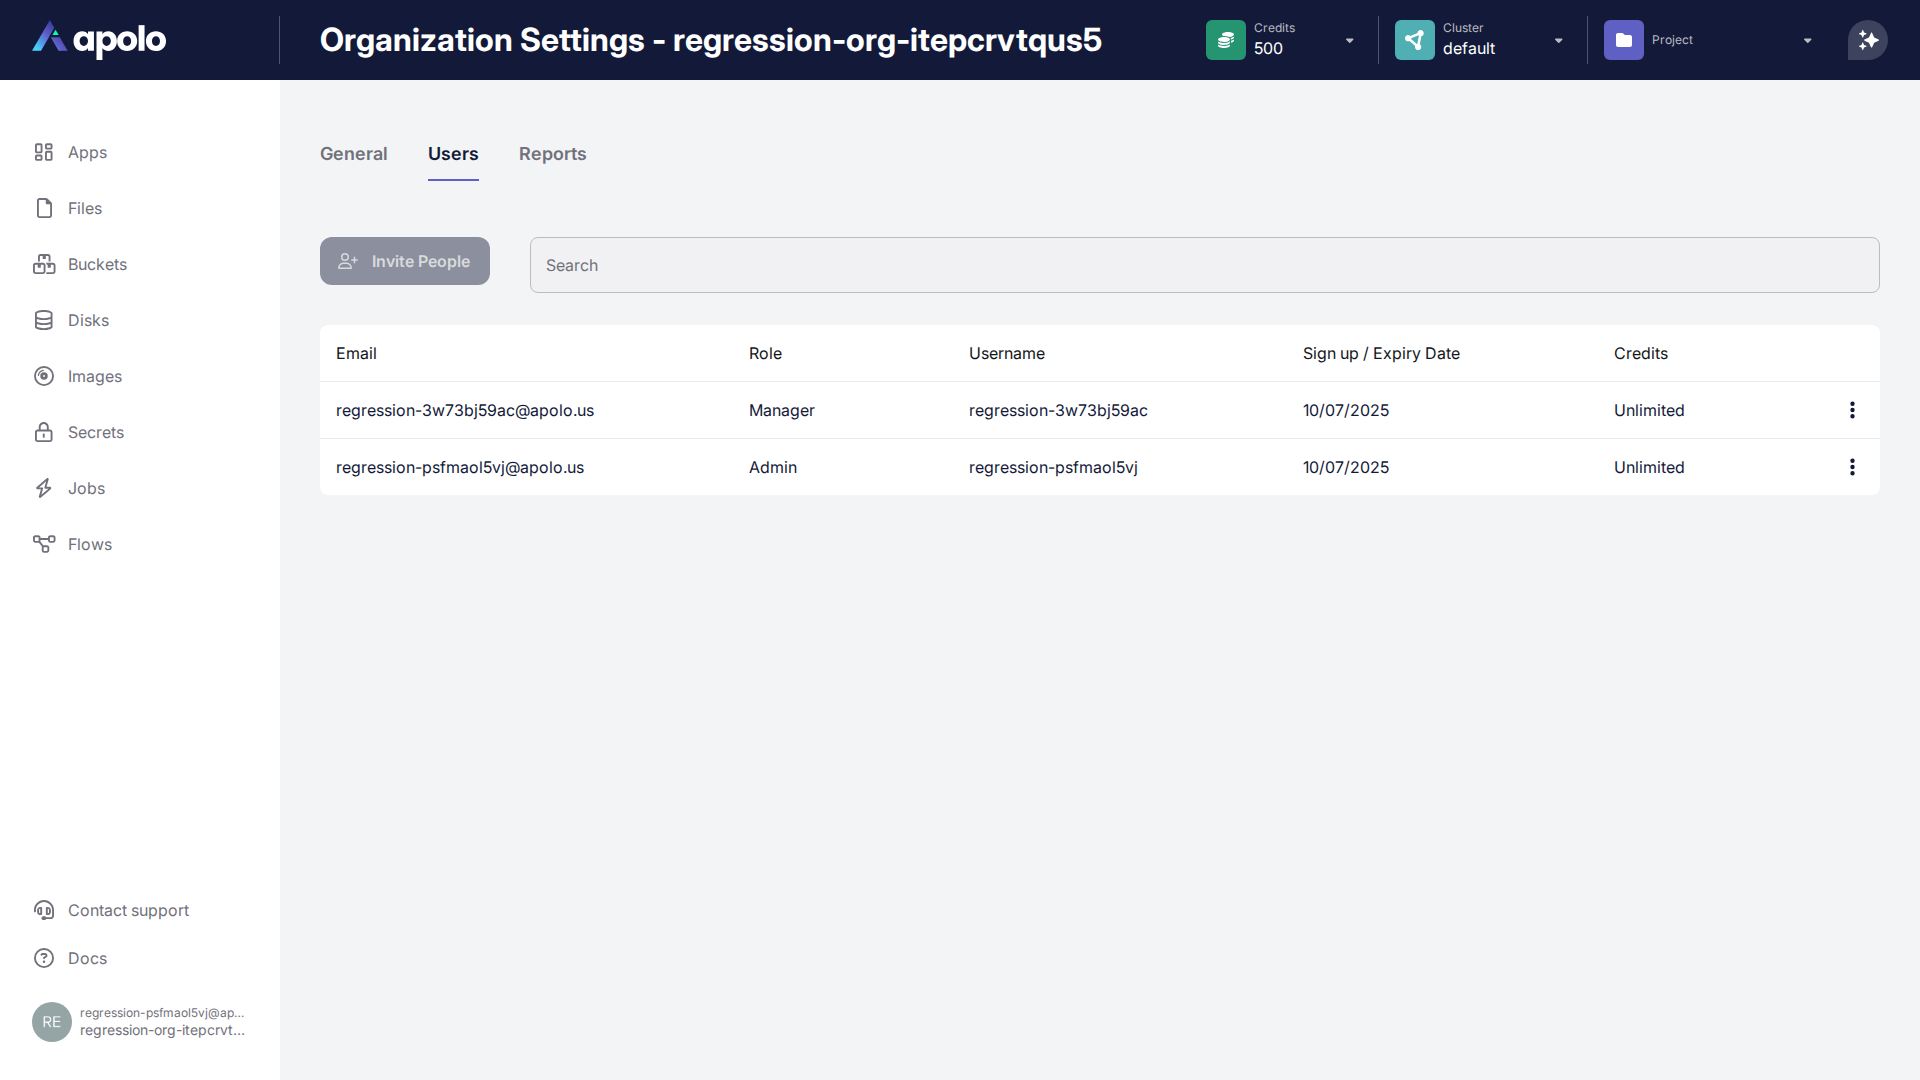 apolo
Organization Settings - regression-org-itepcrvtqus5
Credits
500
Cluster
default
Project
Apps
Files
Buckets
Disks
Images
Secrets
Jobs
Flows
Contact support
Docs
RE
regression-psfmaol5vj@ap...
regression-org-itepcrvt...
General Users Reports
Invite People
Search
Email Role Username Sign up / Expiry Date Credits
regression-3w73bj59ac@apolo.us Manager regression-3w73bj59ac 10/07/2025 Unlimited
regression-psfmaol5vj@apolo.us Admin regression-psfmaol5vj 10/07/2025 Unlimited